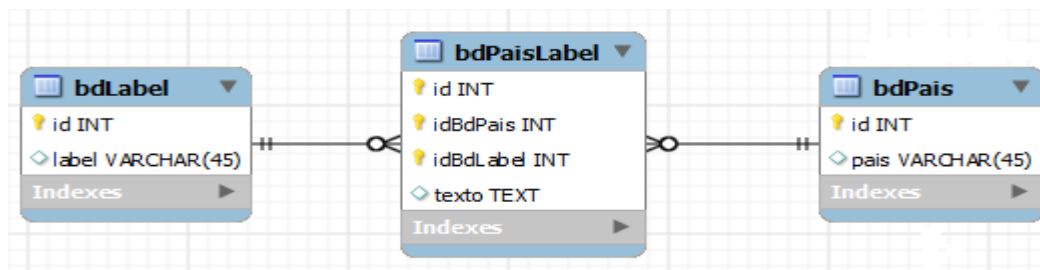 bdLabel
id INT
label VARCHAR(45)
Indexes
bdPaisLabel
id INT
idBdPais INT
idBdLabel INT
texto TEXT
Indexes
bdPais
id INT
pais VARCHAR(45)
Indexes